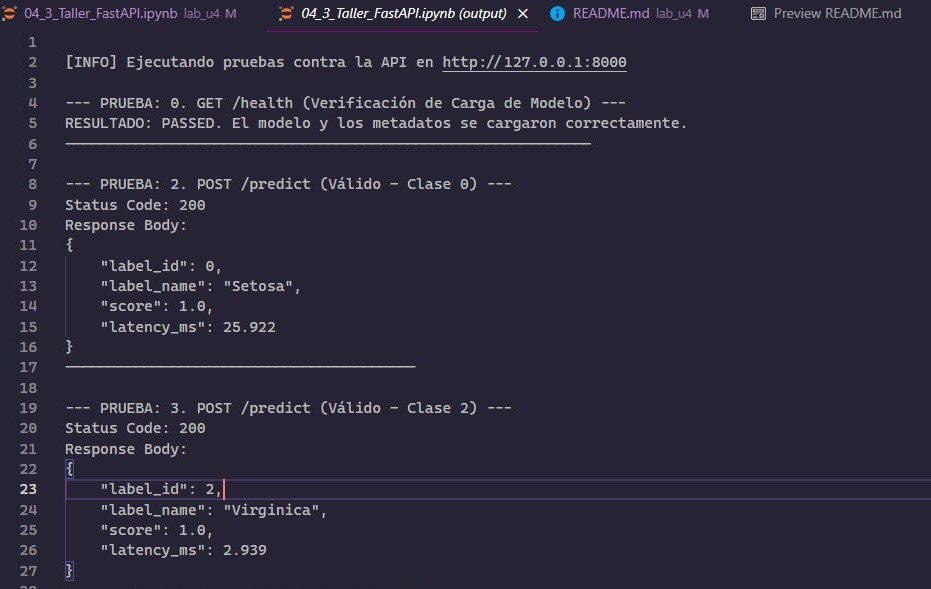 04_3_Taller_FastAPI.ipynb lab_u4 M
04_3_Taller_FastAPI.ipynb (output) ✕
README.md lab_u4 M
Preview README.md
1
2 [INFO] Ejecutando pruebas contra la API en http://127.0.0.1:8000
3
4 --- PRUEBA: 0. GET /health (Verificación de Carga de Modelo) ---
5 RESULTADO: PASSED. El modelo y los metadatos se cargaron correctamente.
6 ────────────────────────────────────────────────────────────
7
8 --- PRUEBA: 2. POST /predict (Válido - Clase 0) ---
9 Status Code: 200
10 Response Body:
11 {
12     "label_id": 0,
13     "label_name": "Setosa",
14     "score": 1.0,
15     "latency_ms": 25.922
16 }
17 ────────────────────────────────────────
18
19 --- PRUEBA: 3. POST /predict (Válido - Clase 2) ---
20 Status Code: 200
21 Response Body:
22 {
23     "label_id": 2,
24     "label_name": "Virginica",
25     "score": 1.0,
26     "latency_ms": 2.939
27 }
28